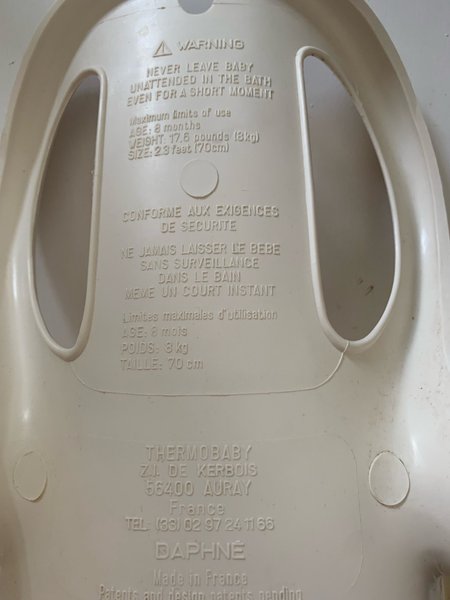 ⚠ WARNING
NEVER LEAVE BABY
UNATTENDED IN THE BATH
EVEN FOR A SHORT MOMENT
Maximum limits of use
AGE: 8 months
WEIGHT: 17.6 pounds (8kg)
SIZE: 2.3 feet (70cm)
CONFORME AUX EXIGENCES
DE SECURITE
NE JAMAIS LAISSER LE BEBE
SANS SURVEILLANCE
DANS LE BAIN
MEME UN COURT INSTANT
Limites maximales d'utilisation
AGE: 8 mois
POIDS: 8 kg
TAILLE: 70 cm
THERMOBABY
Z.I. DE KERBOIS
56400 AURAY
France
TEL: (33) 02 97 24 11 66
DAPHNÉ
Made in France
Patents and design patents pending